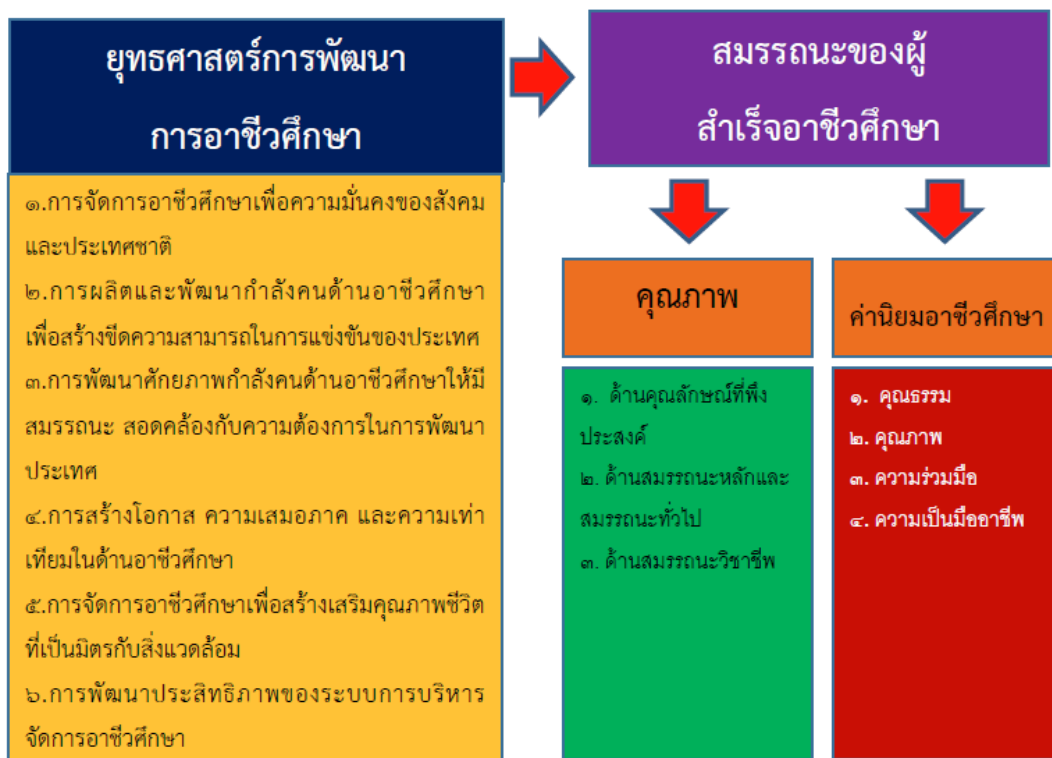 ยุทธศาสตร์การพัฒนา
การอาชีวศึกษา
๑.การจัดการอาชีวศึกษาเพื่อความมั่นคงของสังคม
และประเทศชาติ
๒.การผลิตและพัฒนากำลังคนด้านอาชีวศึกษา
เพื่อสร้างขีดความสามารถในการแข่งขันของประเทศ
๓.การพัฒนาศักยภาพกำลังคนด้านอาชีวศึกษาให้มี
สมรรถนะ สอดคล้องกับความต้องการในการพัฒนา
ประเทศ
๔.การสร้างโอกาส ความเสมอภาค และความเท่า
เทียมในด้านอาชีวศึกษา
๕.การจัดการอาชีวศึกษาเพื่อสร้างเสริมคุณภาพชีวิต
ที่เป็นมิตรกับสิ่งแวดล้อม
๖.การพัฒนาประสิทธิภาพของระบบการบริหาร
จัดการอาชีวศึกษา
สมรรถนะของผู้
สำเร็จอาชีวศึกษา
คุณภาพ
๑. ด้านคุณลักษณ์ที่พึง
ประสงค์
๒. ด้านสมรรถนะหลักและ
สมรรถนะทั่วไป
๓. ด้านสมรรถนะวิชาชีพ
ค่านิยมอาชีวศึกษา
๑. คุณธรรม
๒. คุณภาพ
๓. ความร่วมมือ
๔. ความเป็นมืออาชีพ